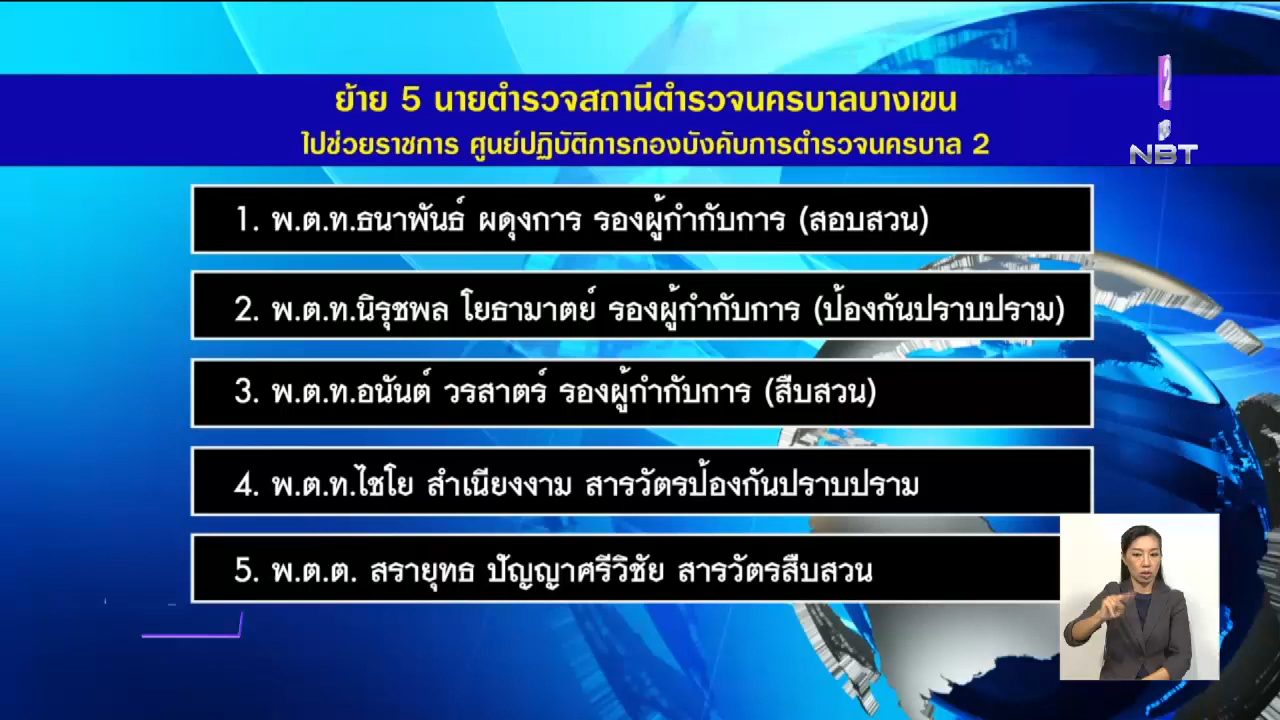 ย้าย 5 นายตำรวจสถานีตำรวจนครบาลบางเขน
ไปช่วยราชการ ศูนย์ปฏิบัติการกองบังคับการตำรวจนครบาล 2
2
NBT
1. พ.ต.ท.ธนาพันธ์ ผดุงการ รองผู้กำกับการ (สอบสวน)
2. พ.ต.ท.นิรุชพล โยธามาตย์ รองผู้กำกับการ (ป้องกันปราบปราม)
3. พ.ต.ท.อนันต์ วรสาตร์ รองผู้กำกับการ (สืบสวน)
4. พ.ต.ท.ไชโย สำเนียงงาม สารวัตรป้องกันปราบปราม
5. พ.ต.ต. สรายุทธ ปัญญาศรีวิชัย สารวัตรสืบสวน